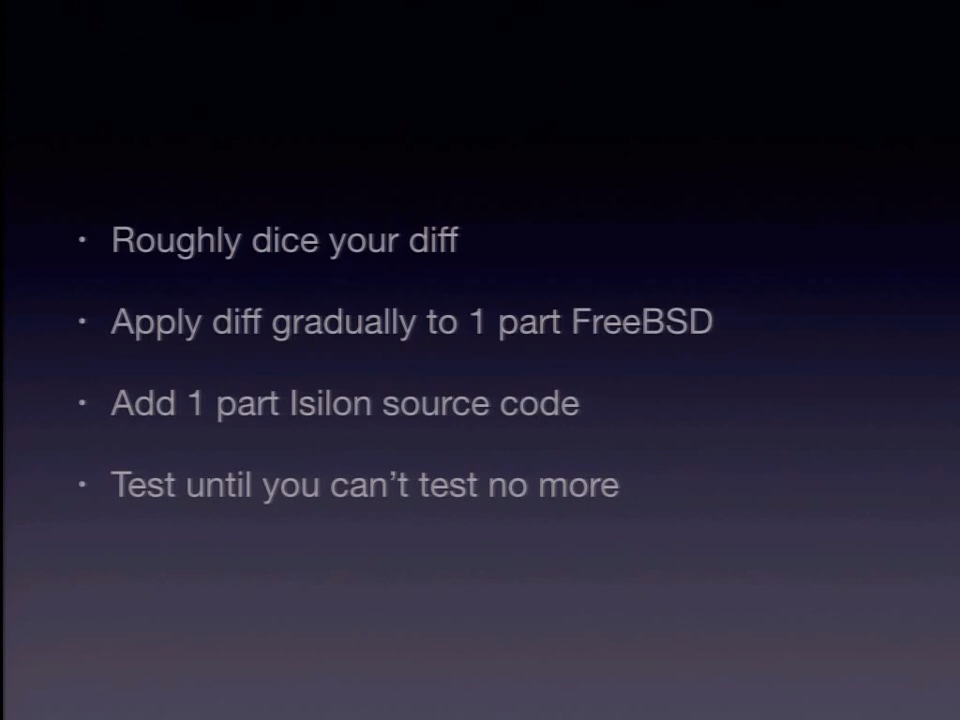 • Roughly dice your diff
• Apply diff gradually to 1 part FreeBSD
• Add 1 part Isilon source code
• Test until you can’t test no more